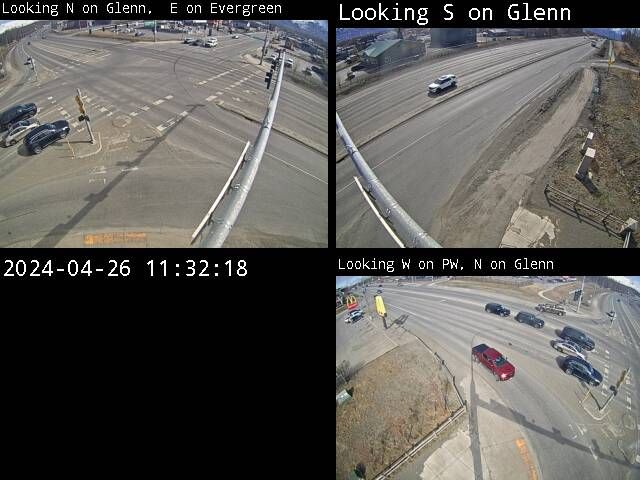 Looking N on Glenn,  E on Evergreen
Looking S on Glenn
2024-04-26 11:32:18
Looking W on PW, N on Glenn